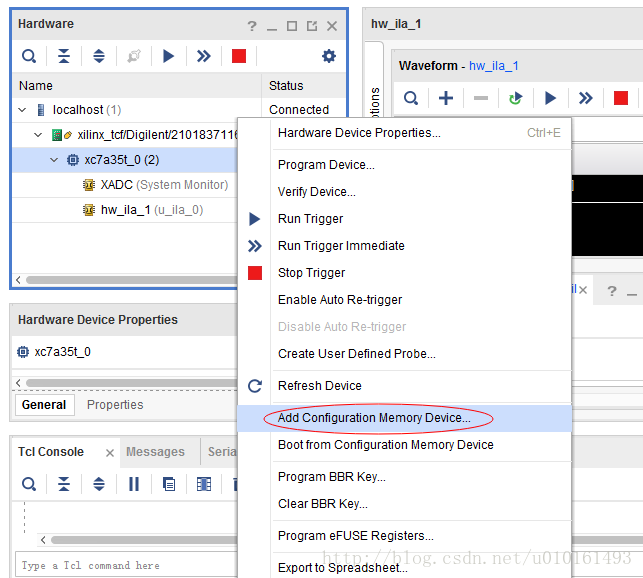 Hardware
hw_ila_1
Name
Status
Waveform - hw_ila_1
localhost (1)
Connected
xilinx_tcf/Digilent/2101837116
xc7a35t_0 (2)
XADC (System Monitor)
hw_ila_1 (u_ila_0)
Hardware Device Properties... Ctrl+E
Program Device...
Verify Device...
Run Trigger
Run Trigger Immediate
Stop Trigger
Enable Auto Re-trigger
Disable Auto Re-trigger
Create User Defined Probe...
Refresh Device
Add Configuration Memory Device...
Boot from Configuration Memory Device
Program BBR Key...
Clear BBR Key...
Program eFUSE Registers...
Export to Spreadsheet...
Hardware Device Properties
xc7a35t_0
General
Properties
Tcl Console
Messages
Seria
Type a Tcl command here
http://blog.csdn.net/u010161493